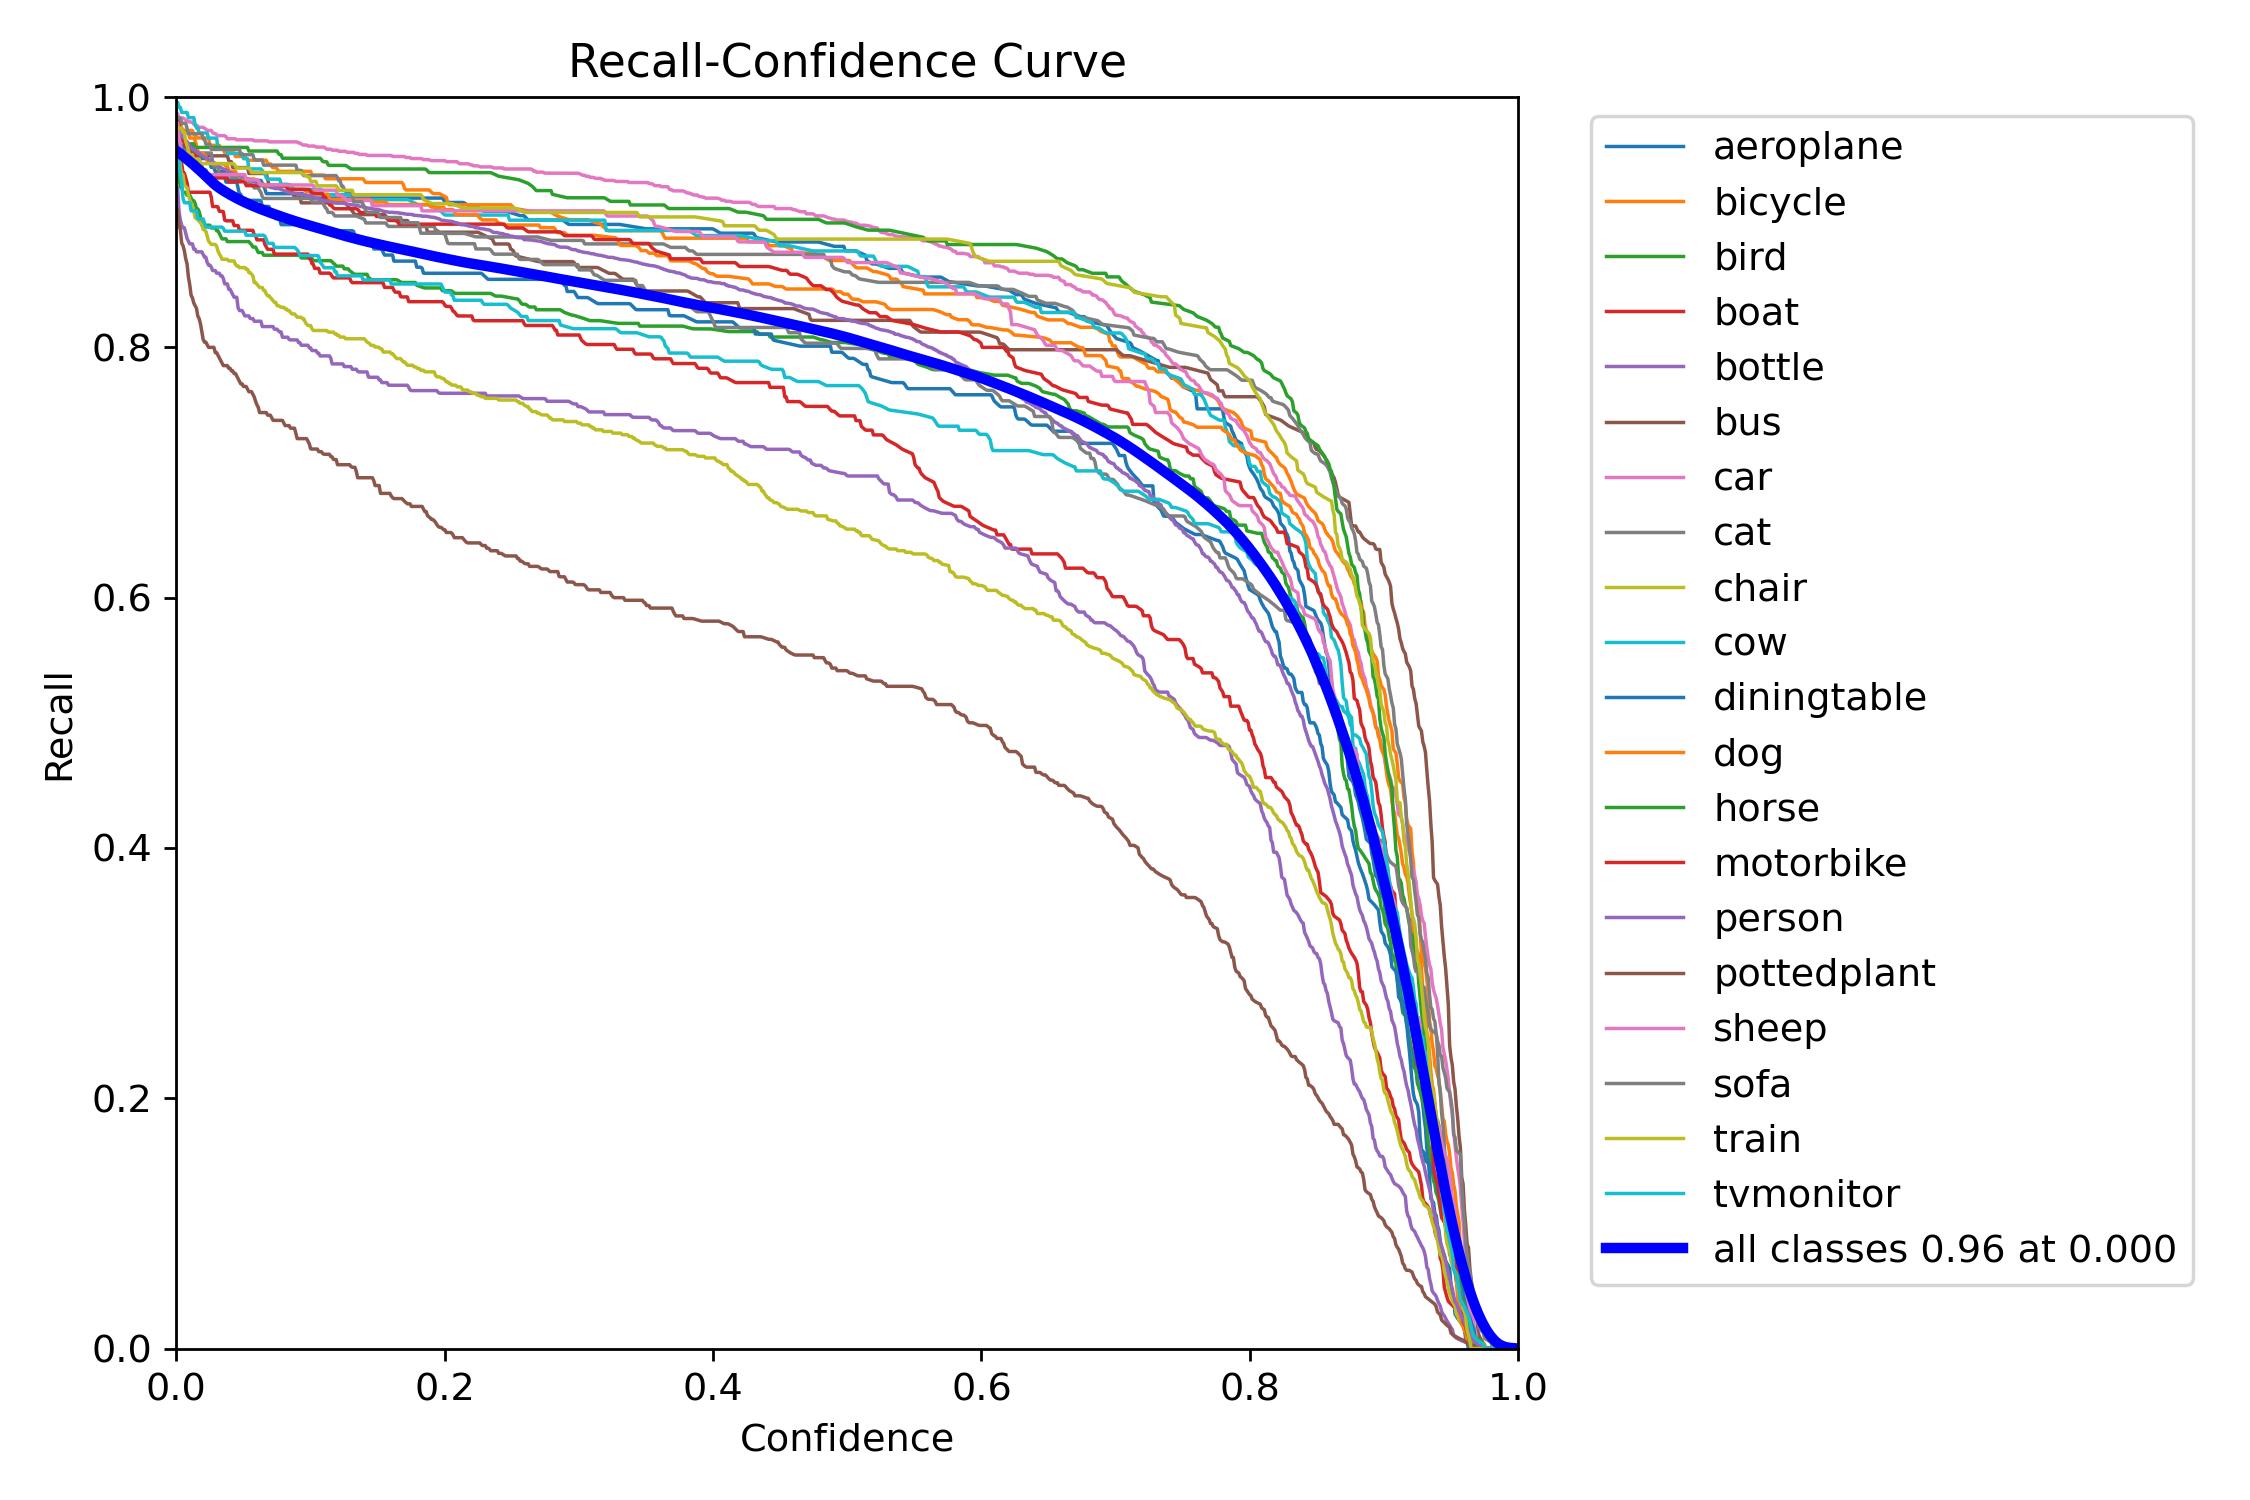 Recall-Confidence Curve
1.0
0.8
0.6
0.4
0.2
0.0
Recall
0.0 0.2 0.4 0.6 0.8 1.0
Confidence
aeroplane
bicycle
bird
boat
bottle
bus
car
cat
chair
cow
diningtable
dog
horse
motorbike
person
pottedplant
sheep
sofa
train
tvmonitor
all classes 0.96 at 0.000